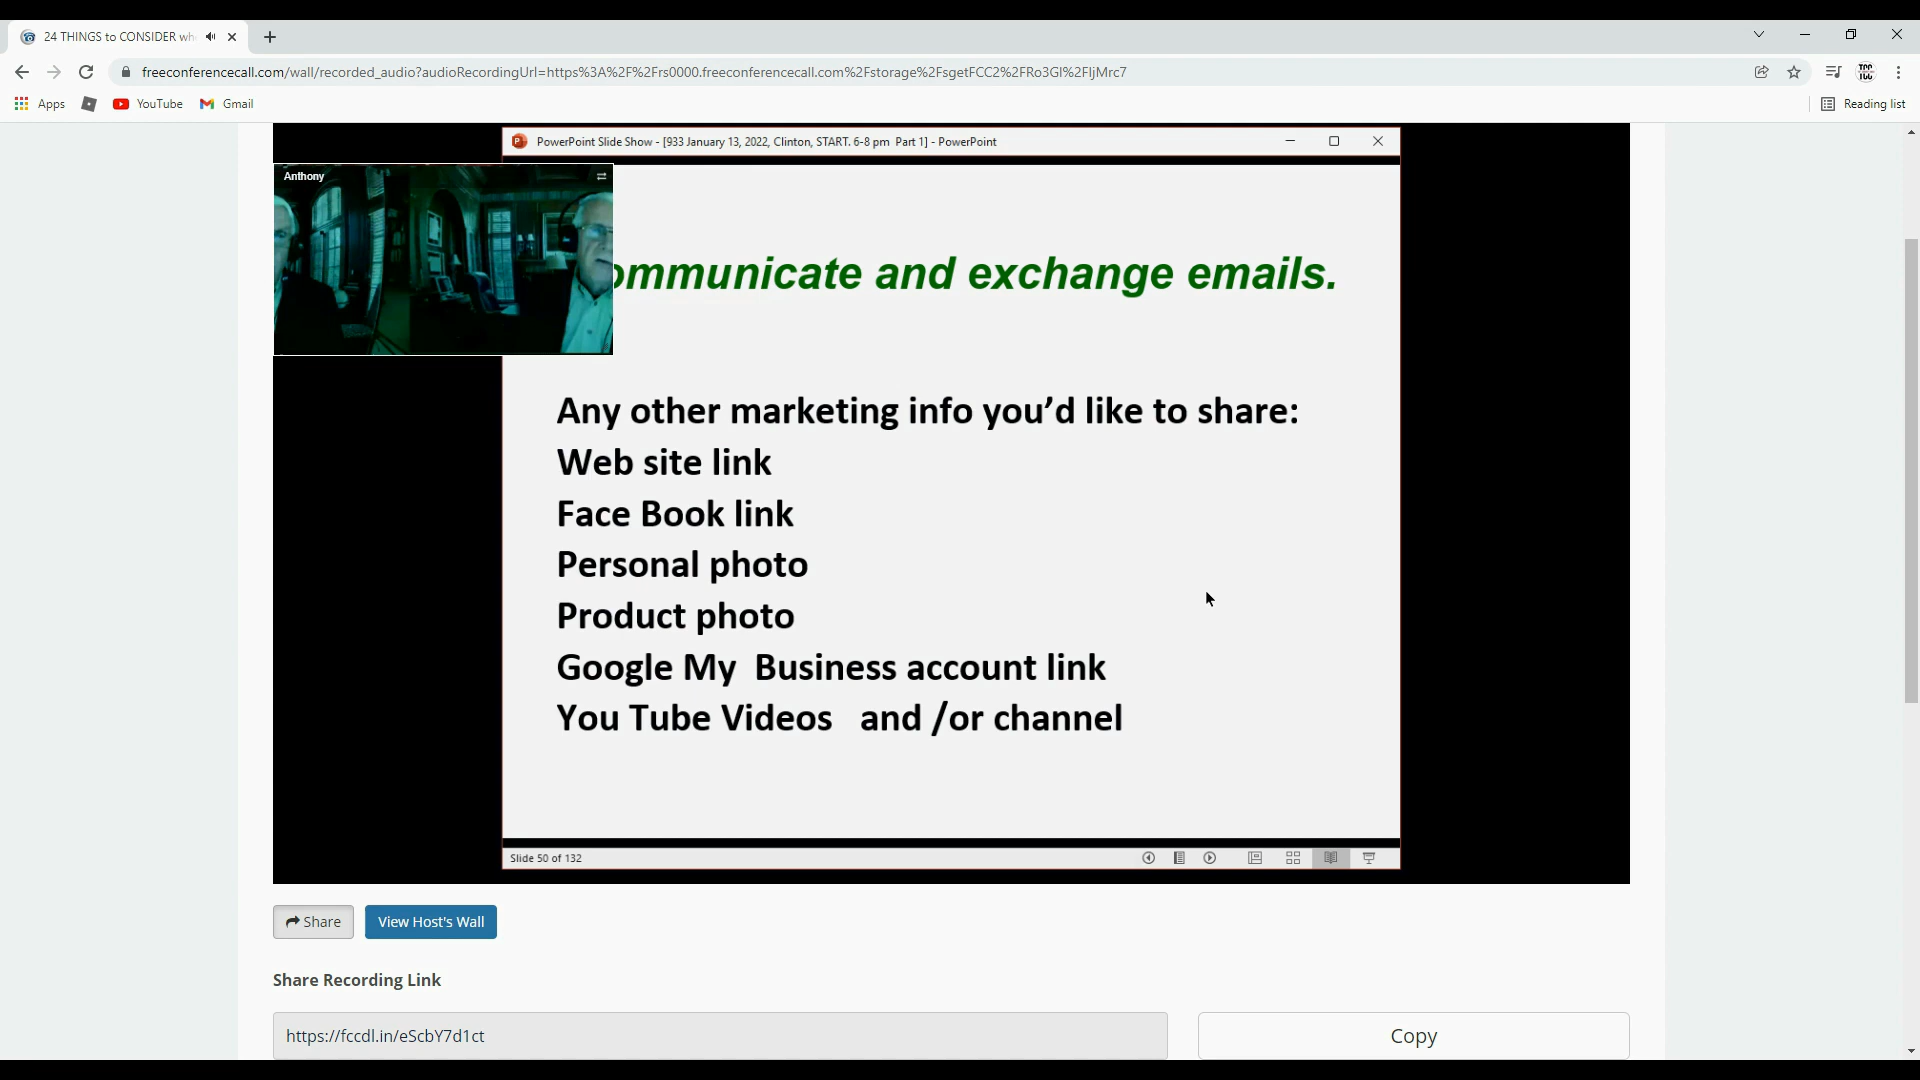 24 THINGS to CONSIDER wh
freeconferencecall.com/wall/recorded_audio?audioRecordingUrl=https%3A%2F%2Frs0000.freeconferencecall.com%2Fstorage%2FsgetFCC2%2FRo3GI%2FIjMrc7
Apps YouTube Gmail Reading list
PowerPoint Slide Show - [933 January 13, 2022, Clinton, START. 6-8 pm Part 1] - PowerPoint
Anthony
ommunicate and exchange emails.
Any other marketing info you’d like to share:
Web site link
Face Book link
Personal photo
Product photo
Google My Business account link
You Tube Videos and /or channel
Slide 50 of 132
Share View Host's Wall
Share Recording Link
https://fccdl.in/eScbY7d1ct Copy